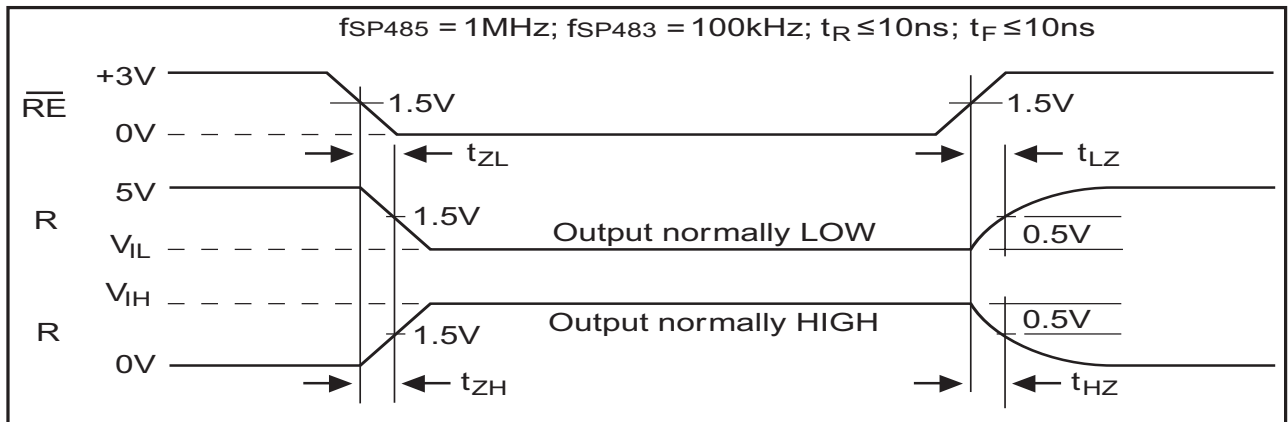 fSP485 = 1MHz; fSP483 = 100kHz; tR ≤10ns; tF ≤10ns
+3V
RE
1.5V
1.5V
0V
tZL
tLZ
5V
R
1.5V
Output normally LOW
0.5V
VIL
VIH
Output normally HIGH
0.5V
R
1.5V
0V
tZH
tHZ